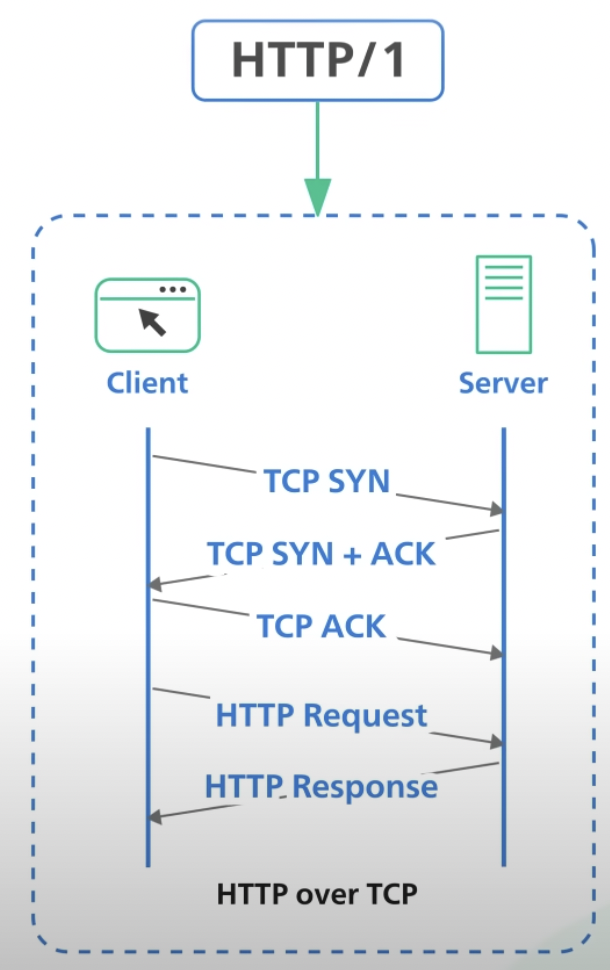 HTTP/1
Client
Server
TCP SYN
TCP SYN + ACK
TCP ACK
HTTP Request
HTTP Response
HTTP over TCP